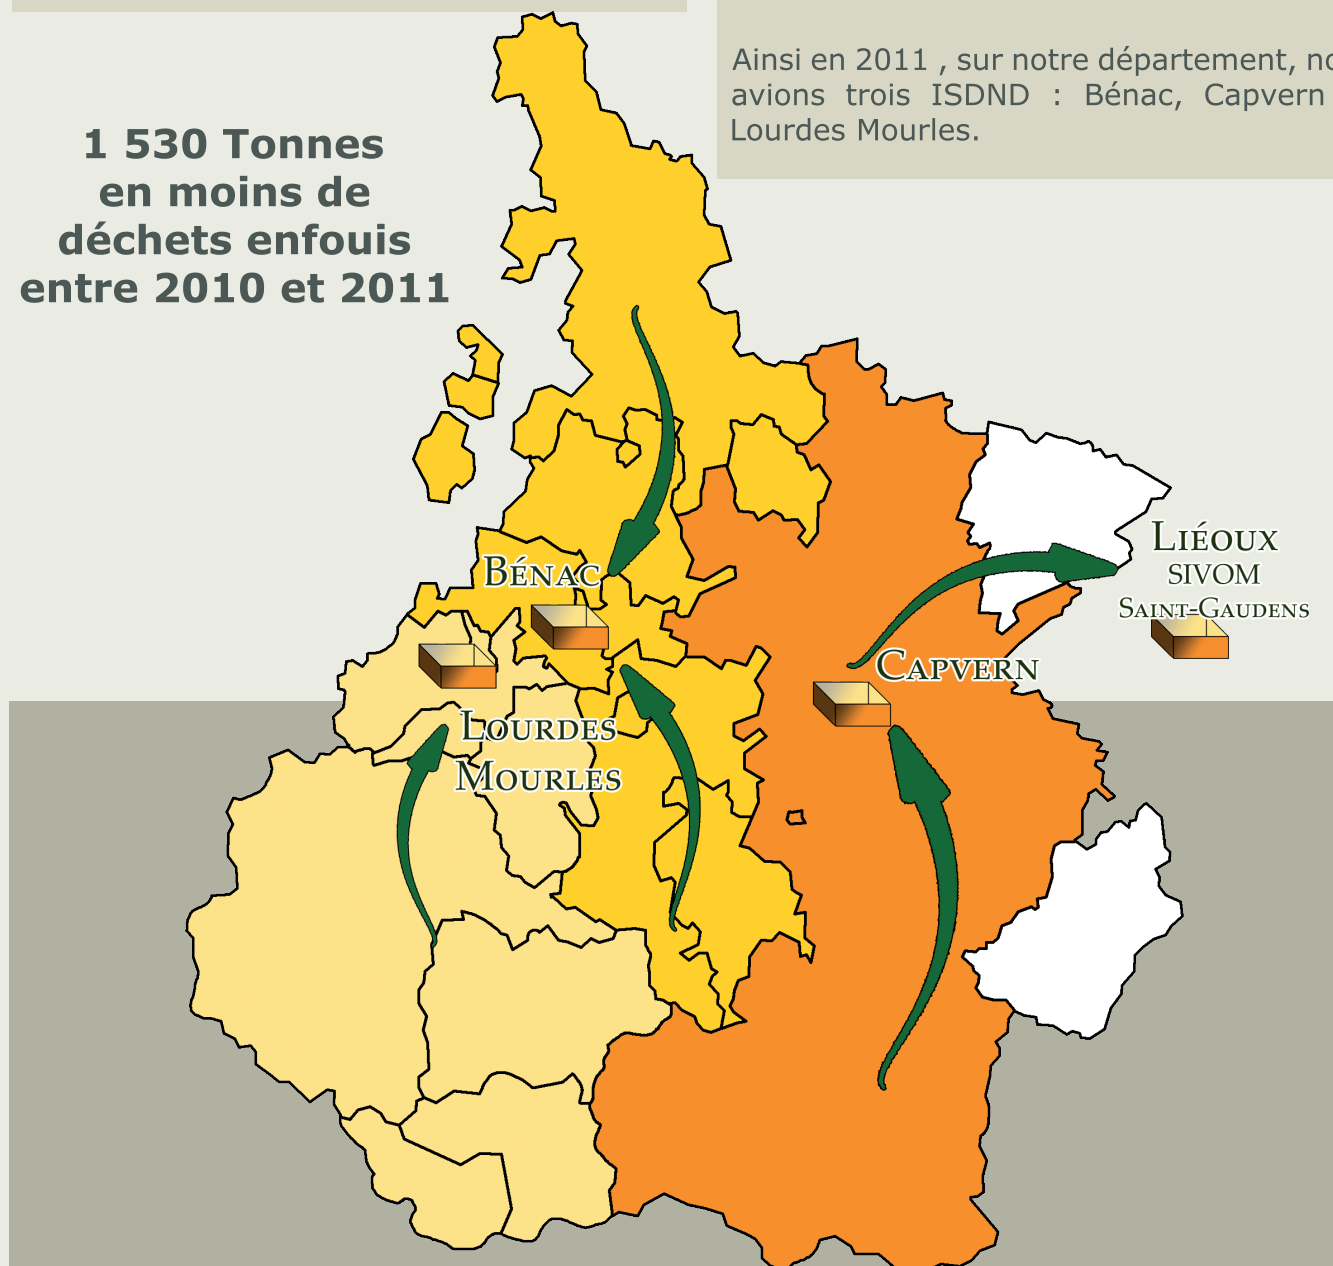 Ainsi en 2011 , sur notre département,
avions trois ISDND : Bénac, Capvern
Lourdes Mourles.
1 530 Tonnes
en moins de
déchets enfouis
entre 2010 et 2011
Liéoux
SIVOM
Saint-Gaudens
Bénac
Capvern
Lourdes
Mourles